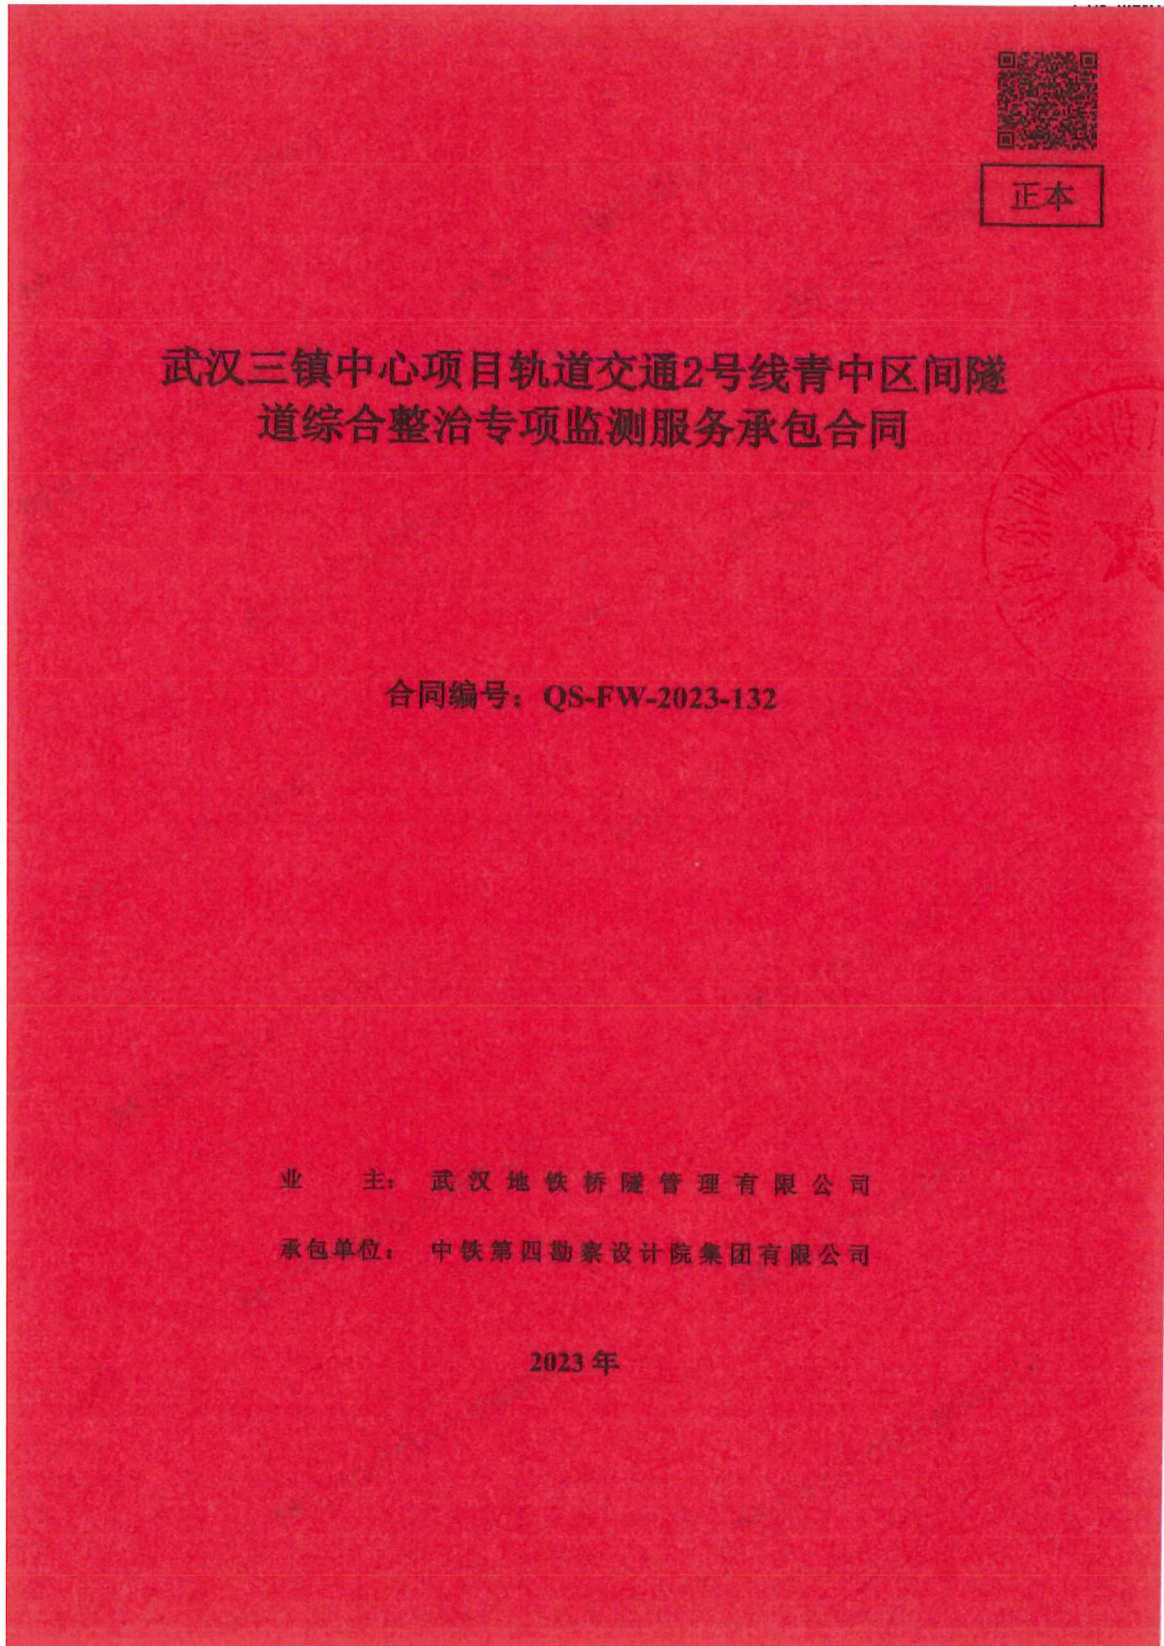 正本
武汉三镇中心项目轨道交通2号线青中区间隧
道综合整治专项监测服务承包合同
合同编号：QS-FW-2023-132
业 主：武汉地铁桥隧管理有限公司
承包单位：中铁第四勘察设计院集团有限公司
2023 年